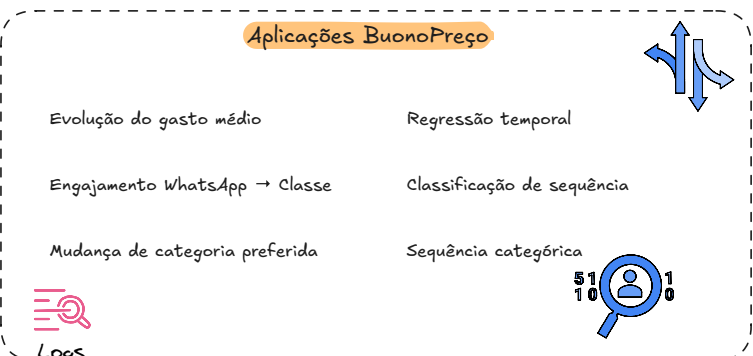 Aplicações BuonoPreço
Evolução do gasto médio
Regressão temporal
Engajamento WhatsApp → Classe
Classificação de sequência
Mudança de categoria preferida
Sequência categórica
51 1
10 0
Logs